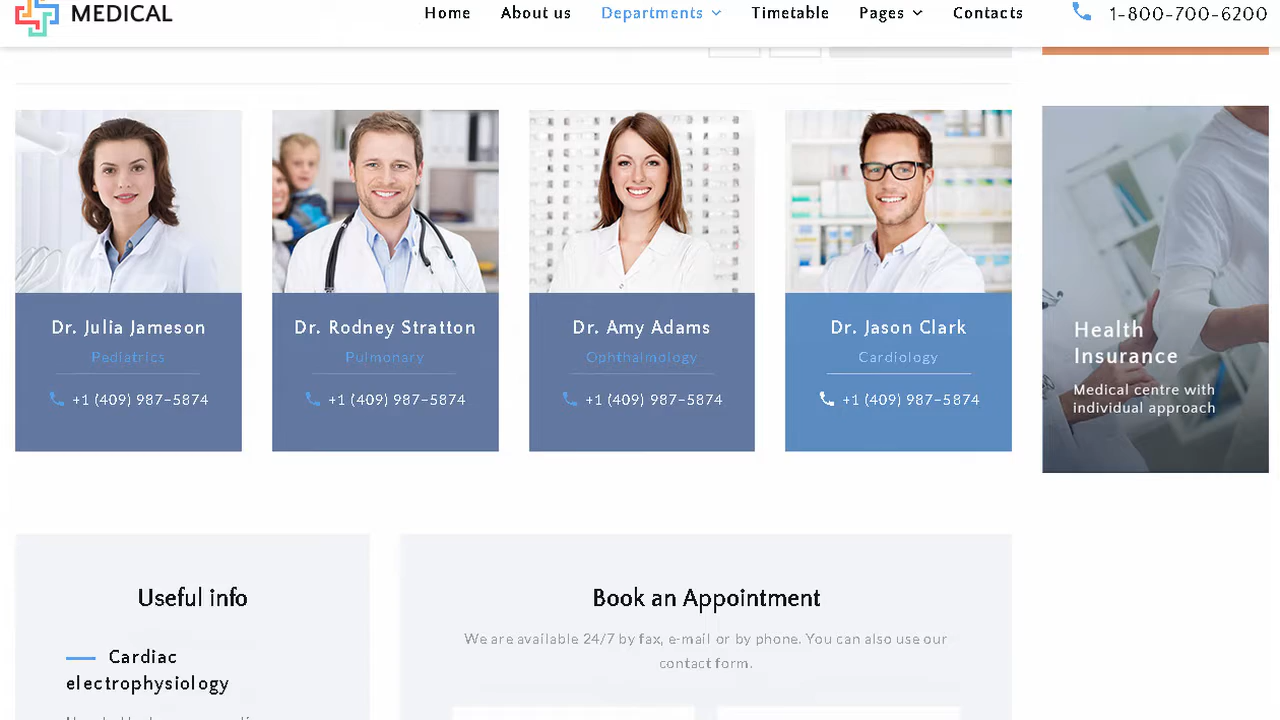 MEDICAL
Home About us Departments Timetable Pages Contacts 1-800-700-6200
Dr. Julia Jameson
Pediatrics
+1 (409) 987-5874
Dr. Rodney Stratton
Pulmonary
+1 (409) 987-5874
Dr. Amy Adams
Ophthalmology
+1 (409) 987-5874
Dr. Jason Clark
Cardiology
+1 (409) 987-5874
Health
Insurance
Medical centre with
individual approach
Useful info
Cardiac
electrophysiology
Book an Appointment
We are available 24/7 by fax, e-mail or by phone. You can also use our
contact form.